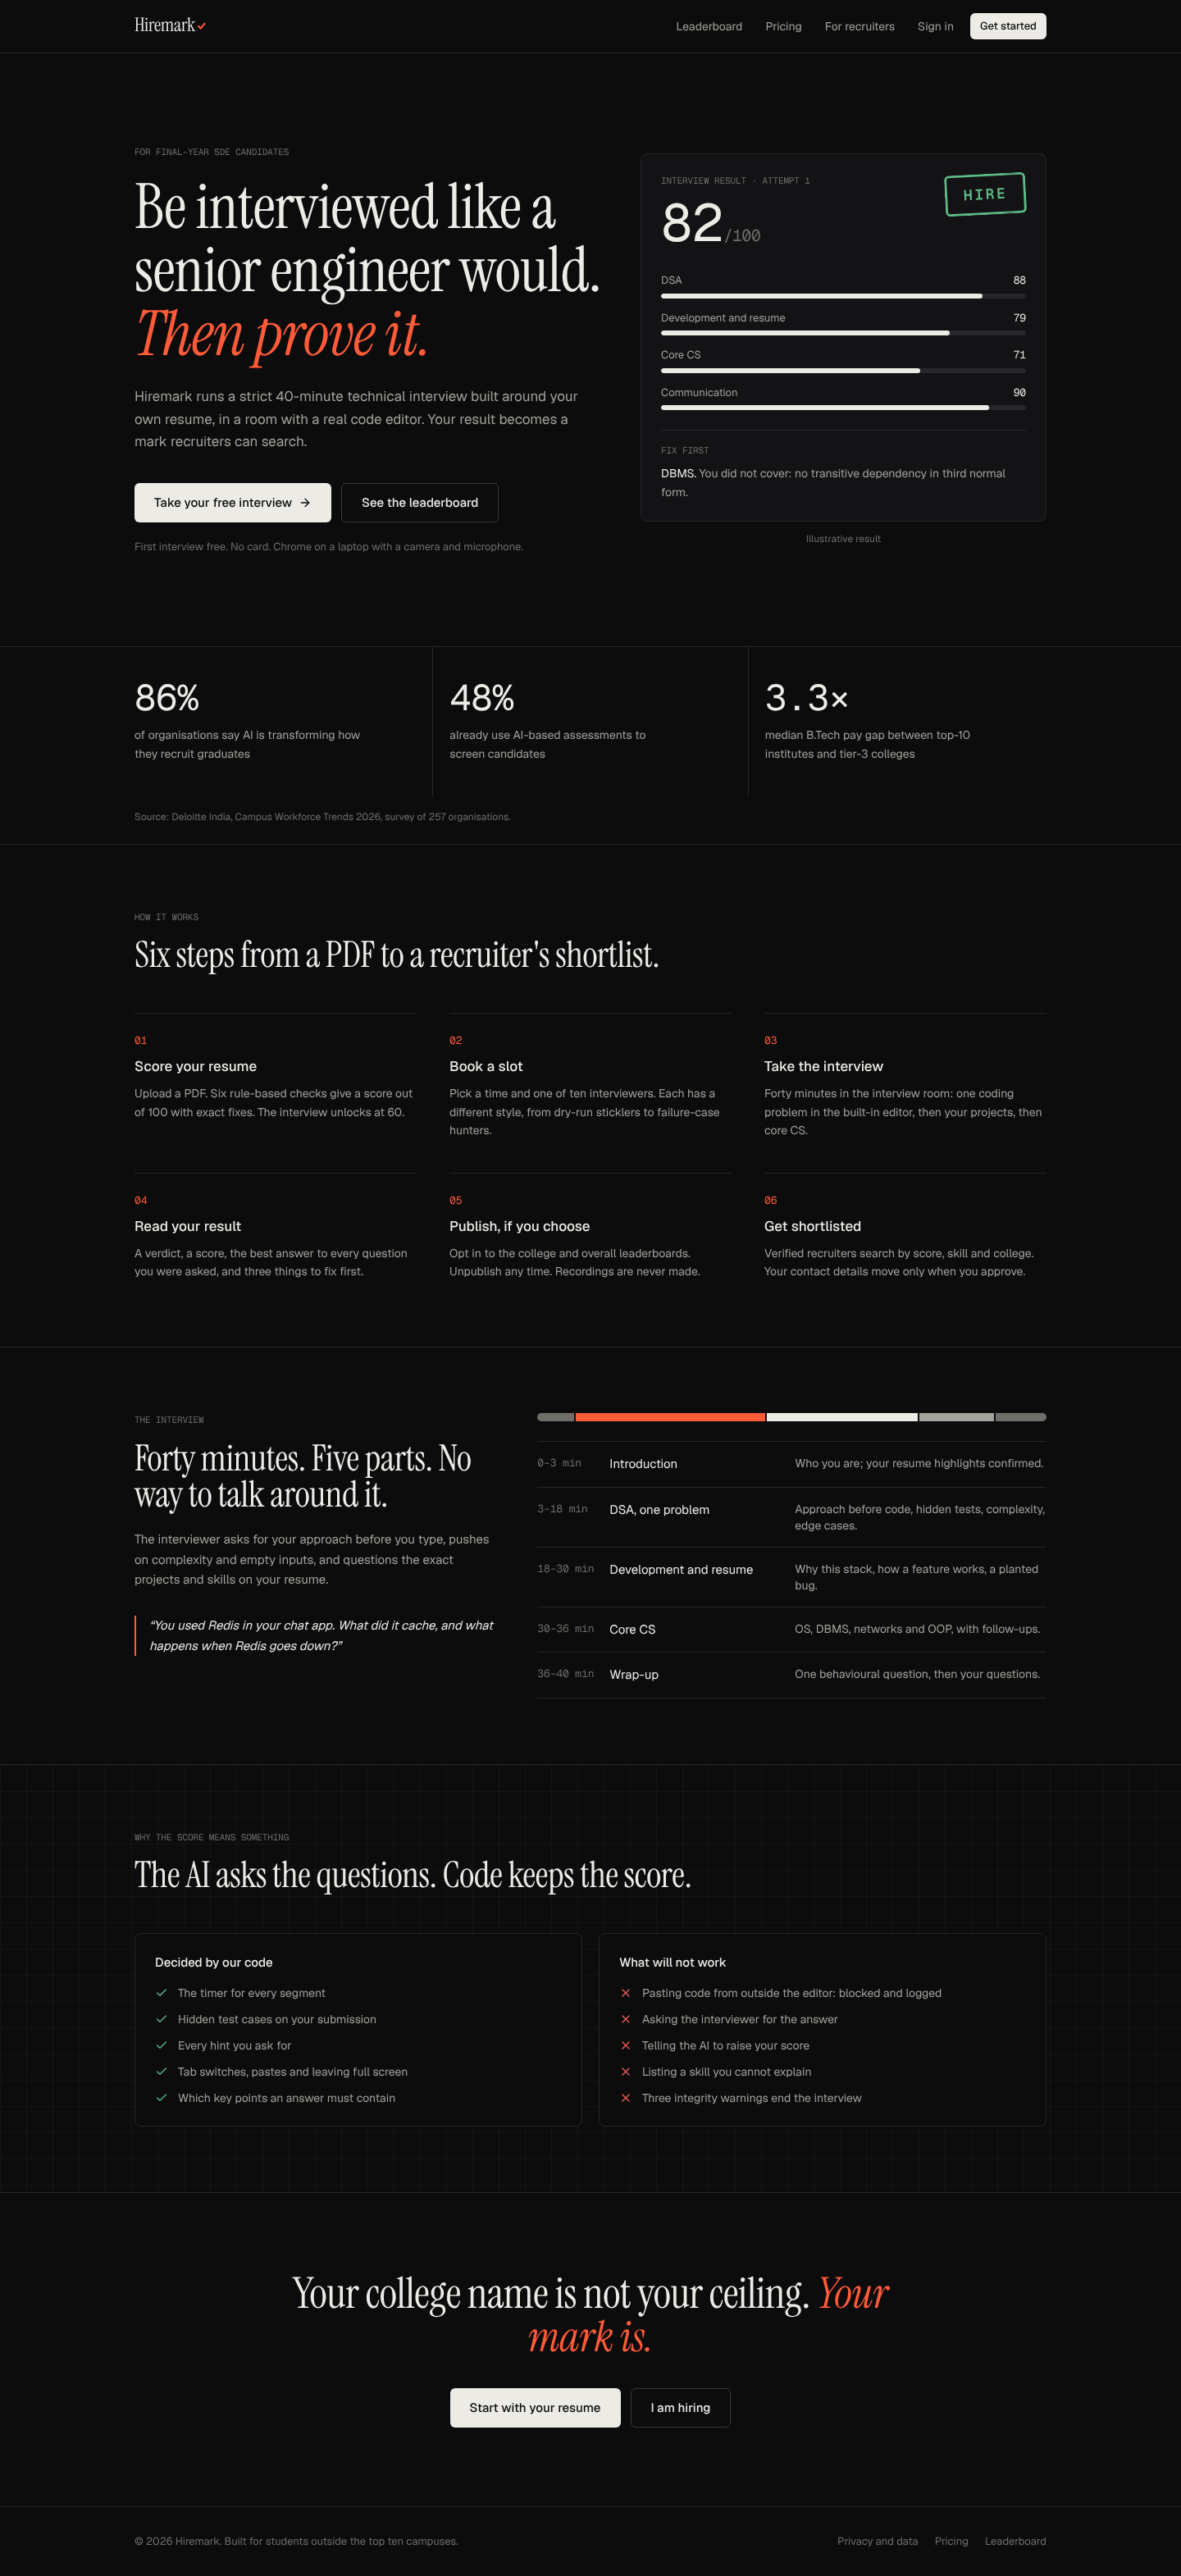 Hiremark
Leaderboard
Pricing
For recruiters
Sign in
Get started
FOR FINAL-YEAR SDE CANDIDATES
Be interviewed like a
senior engineer would.
Then prove it.
Hiremark runs a strict 40-minute technical interview built around your
own resume, in a room with a real code editor. Your result becomes a
mark recruiters can search.
Take your free interview →
See the leaderboard
First interview free. No card. Chrome on a laptop with a camera and microphone.
INTERVIEW RESULT · ATTEMPT 1
HIRE
82/100
DSA 88
Development and resume 79
Core CS 71
Communication 90
FIX FIRST
DBMS. You did not cover: no transitive dependency in third normal
form.
Illustrative result
86%
of organisations say AI is transforming how
they recruit graduates
48%
already use AI-based assessments to
screen candidates
3.3×
median B.Tech pay gap between top-10
institutes and tier-3 colleges
Source: Deloitte India, Campus Workforce Trends 2026, survey of 257 organisations.
HOW IT WORKS
Six steps from a PDF to a recruiter's shortlist.
01
Score your resume
Upload a PDF. Six rule-based checks give a score out
of 100 with exact fixes. The interview unlocks at 60.
02
Book a slot
Pick a time and one of ten interviewers. Each has a
different style, from dry-run sticklers to failure-case
hunters.
03
Take the interview
Forty minutes in the interview room: one coding
problem in the built-in editor, then your projects, then
core CS.
04
Read your result
A verdict, a score, the best answer to every question
you were asked, and three things to fix first.
05
Publish, if you choose
Opt in to the college and overall leaderboards.
Unpublish any time. Recordings are never made.
06
Get shortlisted
Verified recruiters search by score, skill and college.
Your contact details move only when you approve.
THE INTERVIEW
Forty minutes. Five parts. No
way to talk around it.
The interviewer asks for your approach before you type, pushes
on complexity and empty inputs, and questions the exact
projects and skills on your resume.
“You used Redis in your chat app. What did it cache, and what
happens when Redis goes down?”
0–3 min Introduction Who you are; your resume highlights confirmed.
3–18 min DSA, one problem Approach before code, hidden tests, complexity,
edge cases.
18–30 min Development and resume Why this stack, how a feature works, a planted
bug.
30–36 min Core CS OS, DBMS, networks and OOP, with follow-ups.
36–40 min Wrap-up One behavioural question, then your questions.
WHY THE SCORE MEANS SOMETHING
The AI asks the questions. Code keeps the score.
Decided by our code
The timer for every segment
Hidden test cases on your submission
Every hint you ask for
Tab switches, pastes and leaving full screen
Which key points an answer must contain
What will not work
Pasting code from outside the editor: blocked and logged
Asking the interviewer for the answer
Telling the AI to raise your score
Listing a skill you cannot explain
Three integrity warnings end the interview
Your college name is not your ceiling. Your
mark is.
Start with your resume
I am hiring
© 2026 Hiremark. Built for students outside the top ten campuses.
Privacy and data
Pricing
Leaderboard